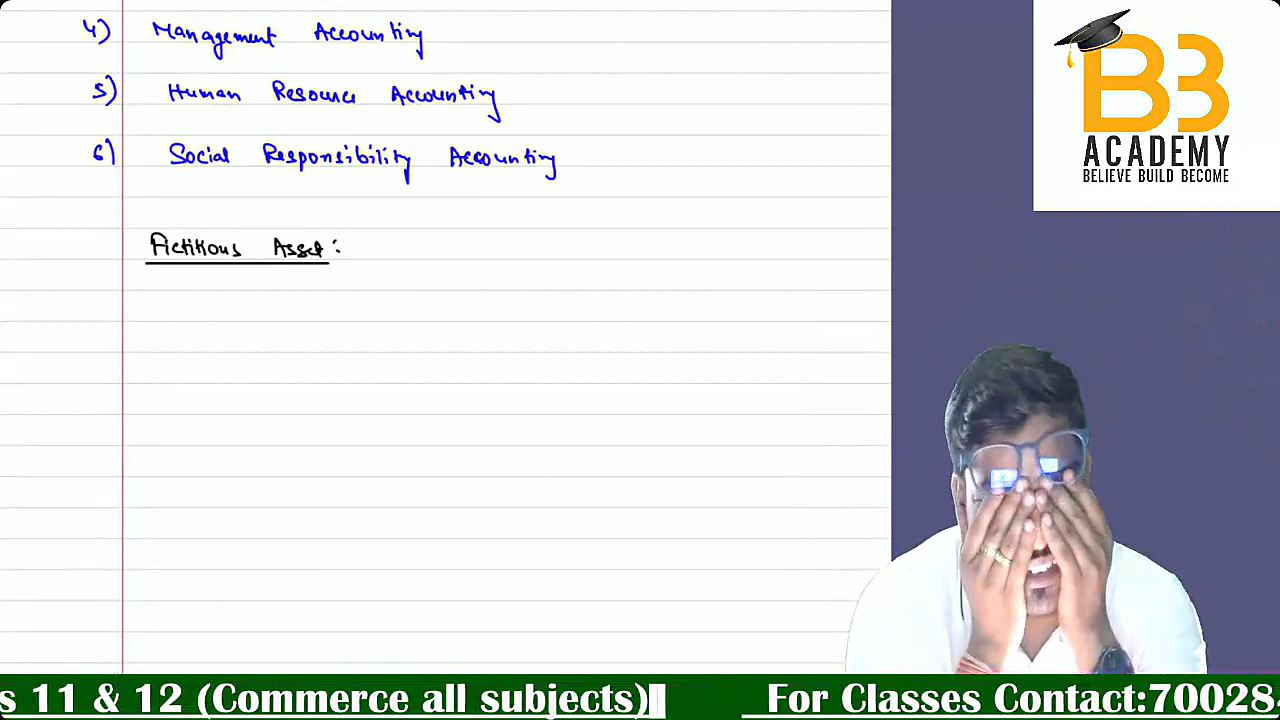 4) Management Accounting
5) Human Resource Accounting
6) Social Responsibility Accounting
Fictitious Asset:
B3
ACADEMY
BELIEVE BUILD BECOME
s 11 & 12 (Commerce all subjects) For Classes Contact:70028